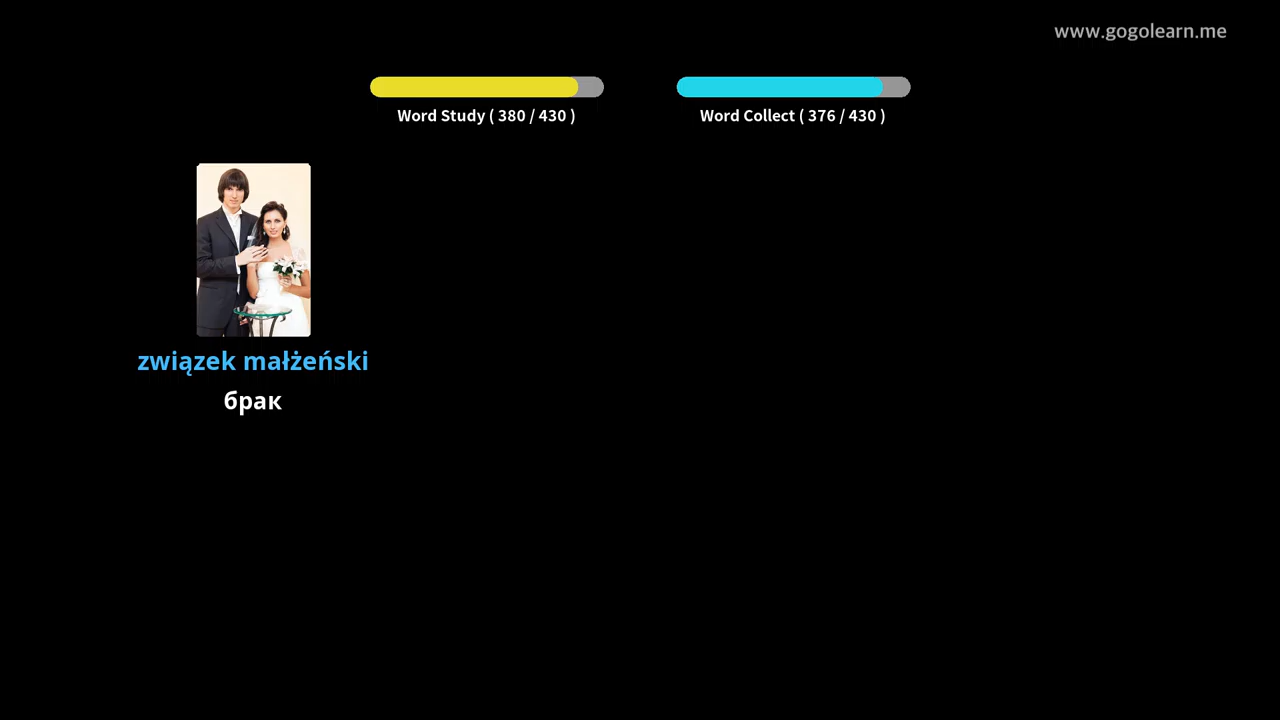 www.gogolearn.me
Word Study ( 380 / 430 )
Word Collect ( 376 / 430 )
związek małżeński
брак